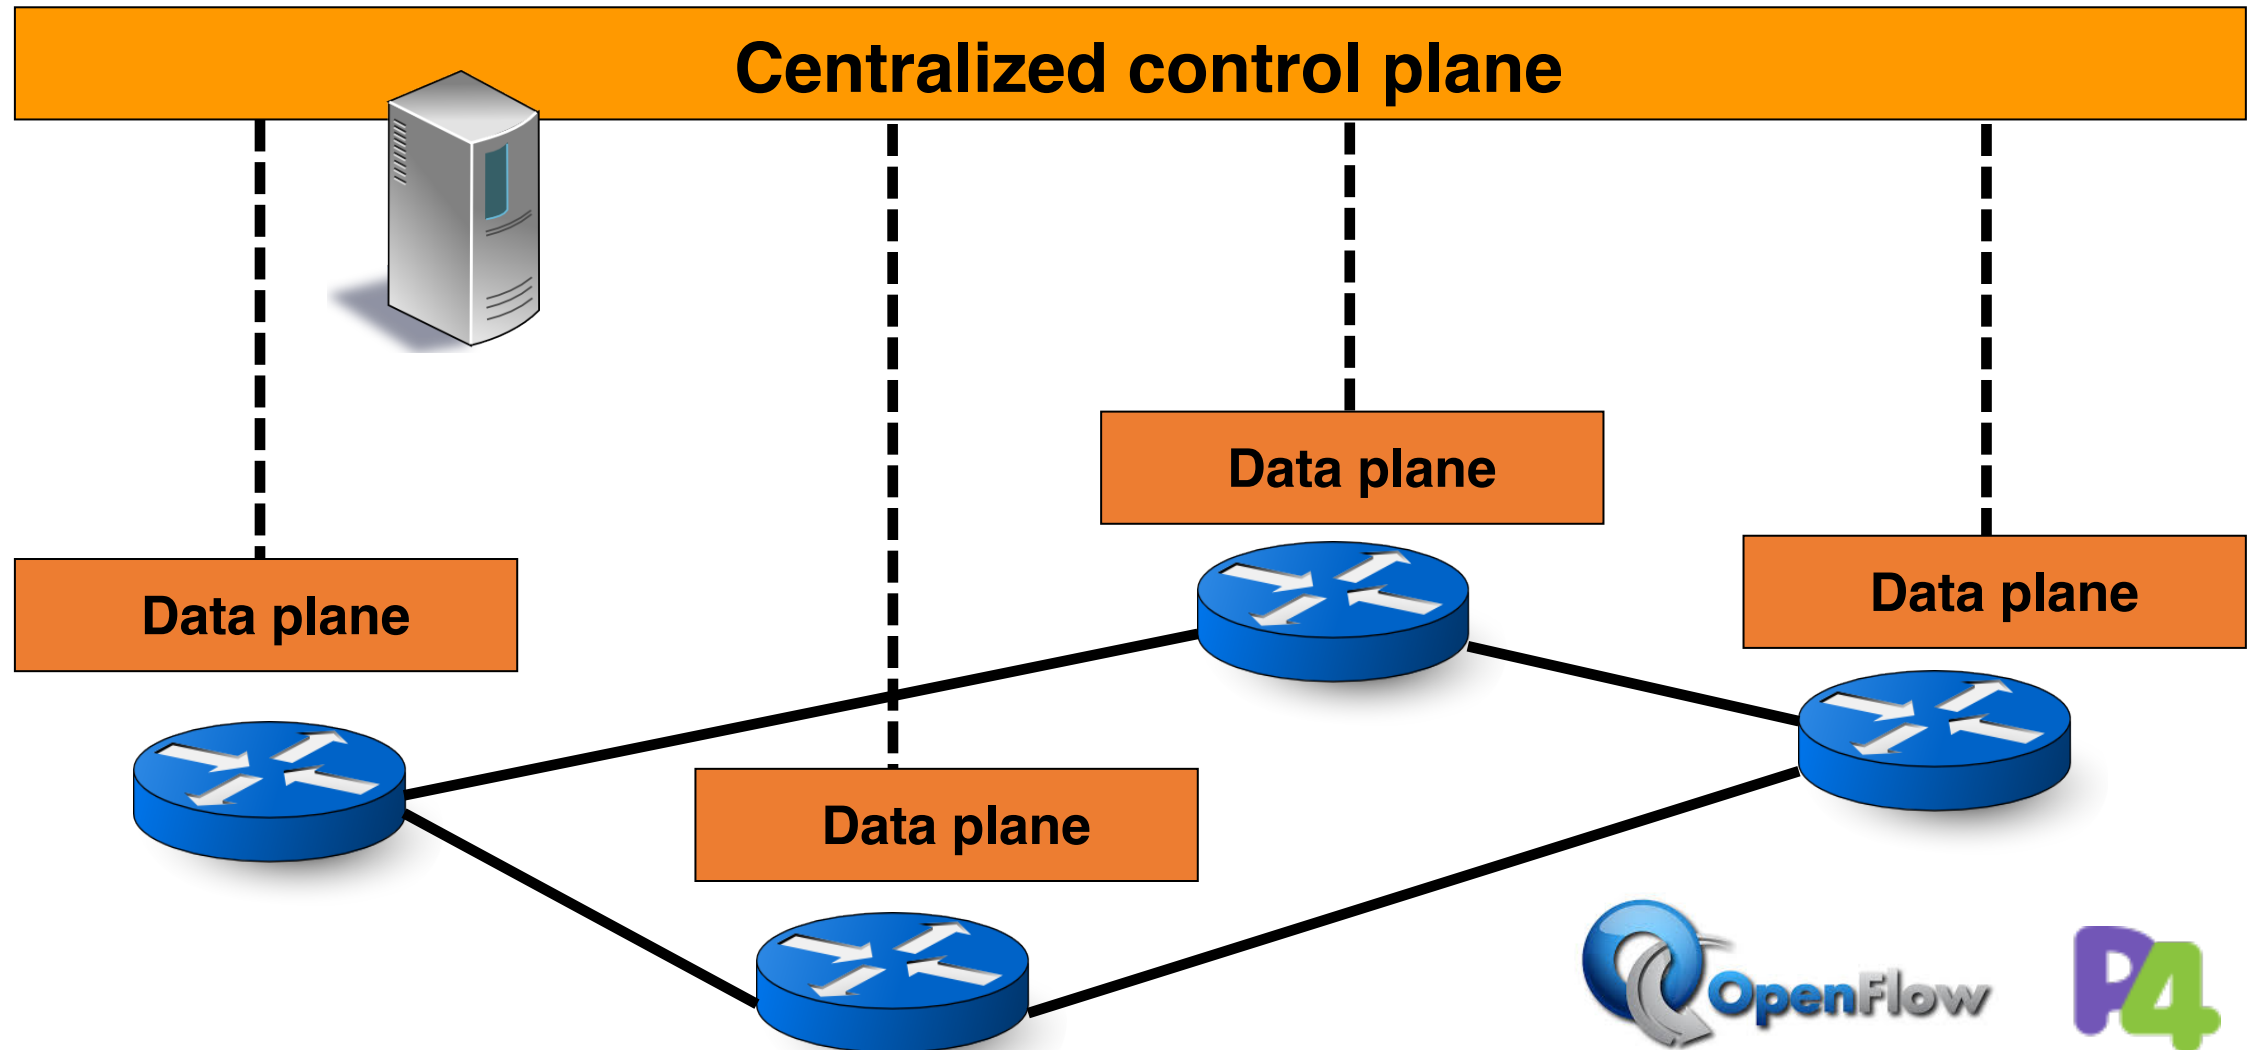 Centralized control plane
Data plane
Data plane
Data plane
Data plane
OpenFlow
P4